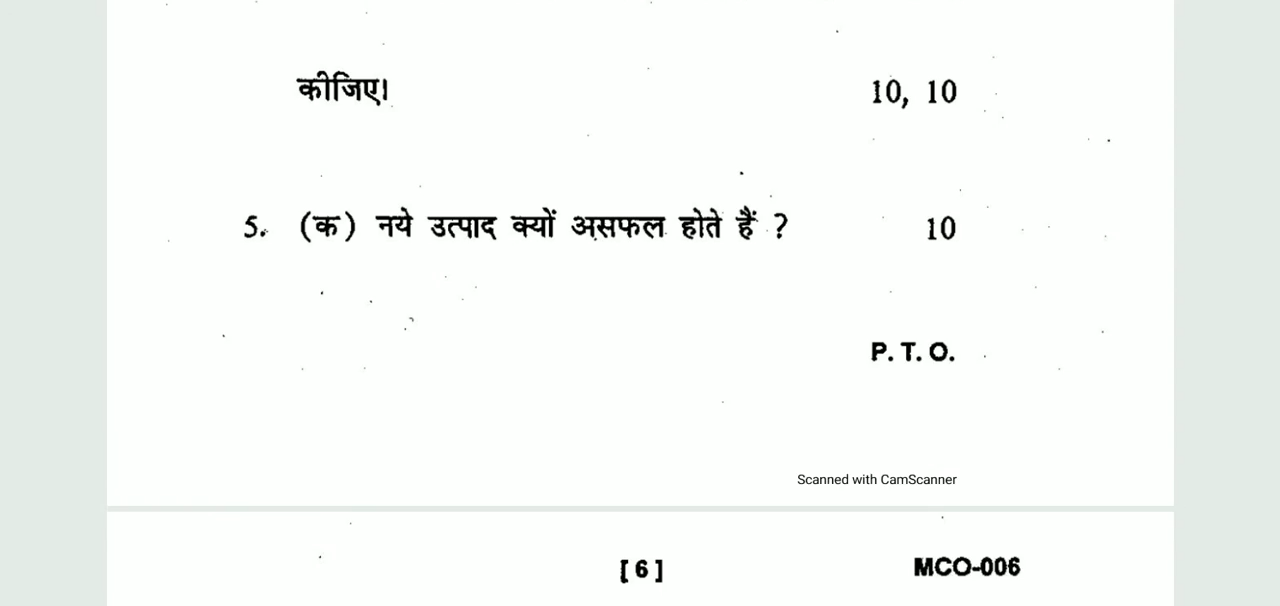 कीजिए। 10, 10
5. (क) नये उत्पाद क्यों असफल होते हैं ? 10
P. T. O.
Scanned with CamScanner
[ 6 ] MCO-006